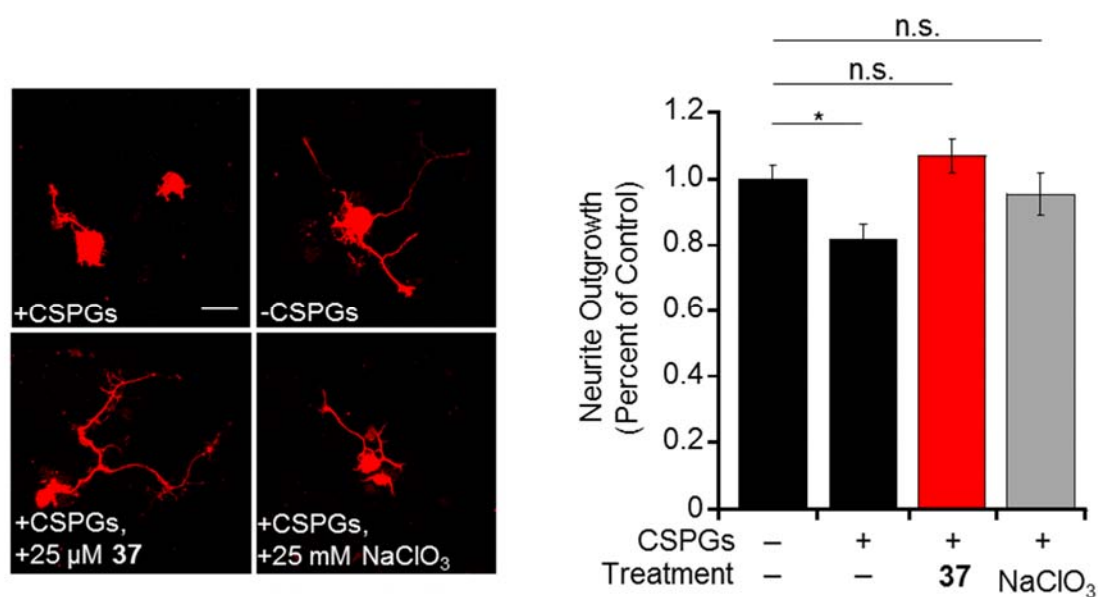 +CSPGs
-CSPGs
+CSPGs,
+25 µM 37
+CSPGs,
+25 mM NaClO₃
n.s.
n.s.
*
Neurite Outgrowth
(Percent of Control)
1.2
1.0
0.8
0.6
0.4
0.2
0
CSPGs – + + +
Treatment – – 37 NaClO₃